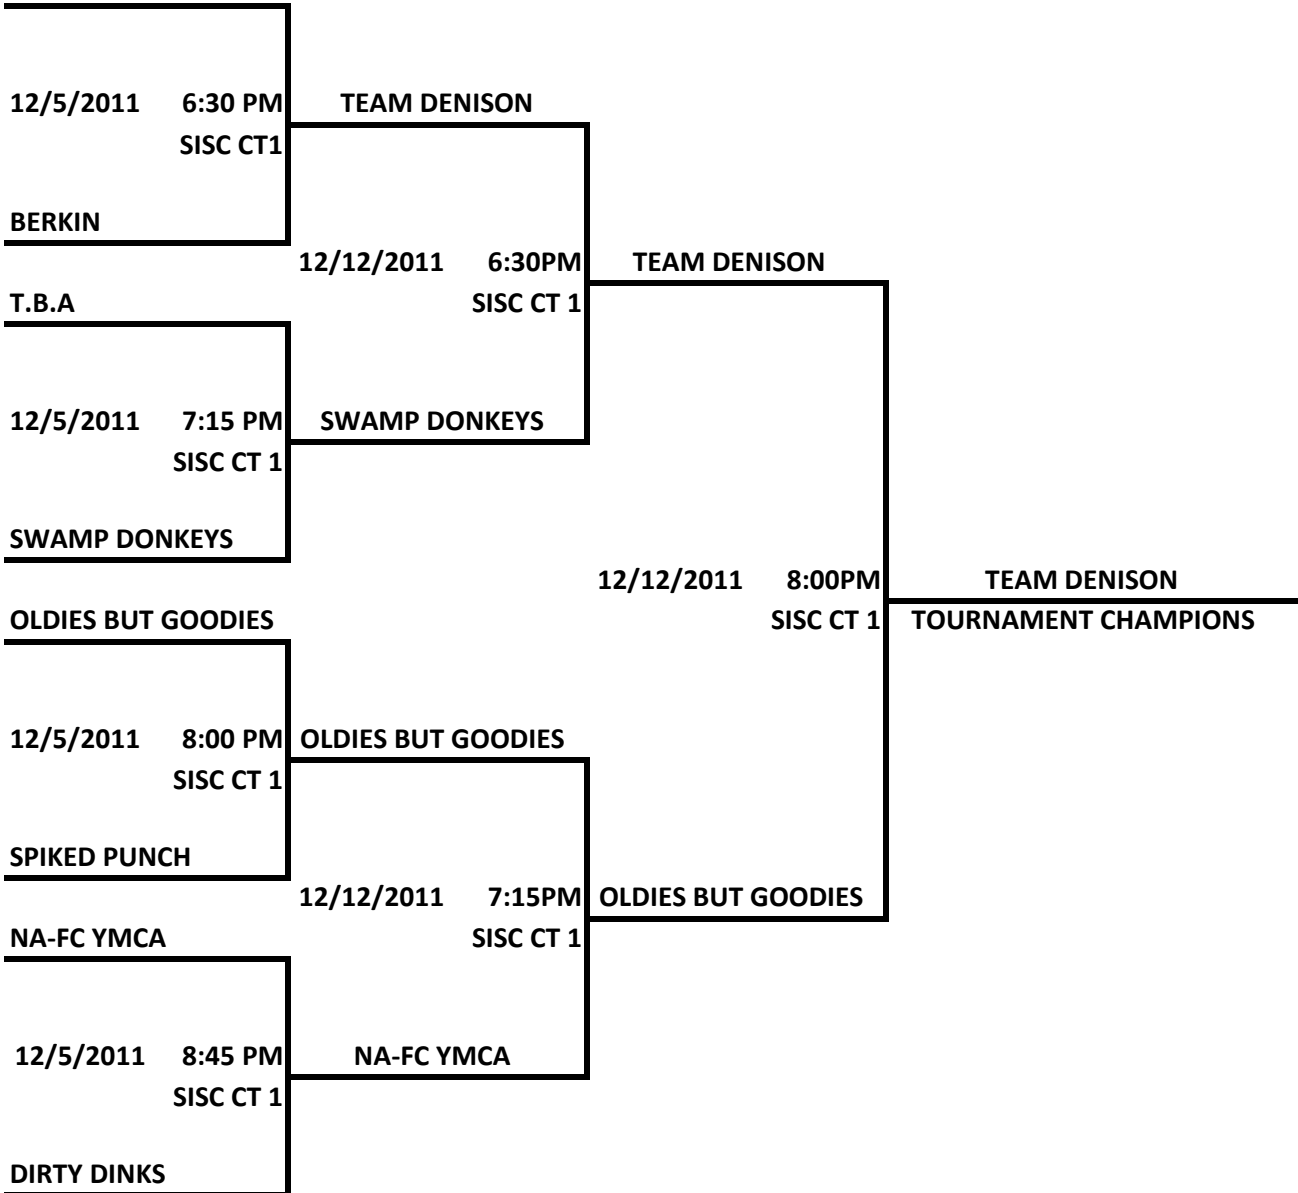 12/5/2011 6:30 PM TEAM DENISON
SISC CT1
BERKIN
12/12/2011 6:30PM TEAM DENISON
T.B.A SISC CT 1
12/5/2011 7:15 PM SWAMP DONKEYS
SISC CT 1
SWAMP DONKEYS
12/12/2011 8:00PM TEAM DENISON
OLDIES BUT GOODIES SISC CT 1 TOURNAMENT CHAMPIONS
12/5/2011 8:00 PM OLDIES BUT GOODIES
SISC CT 1
SPIKED PUNCH
12/12/2011 7:15PM OLDIES BUT GOODIES
NA-FC YMCA SISC CT 1
12/5/2011 8:45 PM NA-FC YMCA
SISC CT 1
DIRTY DINKS